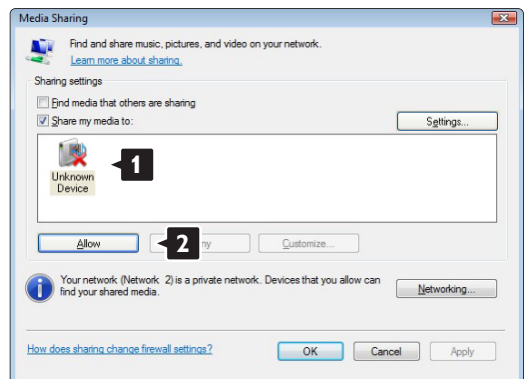 Media Sharing
Find and share music, pictures, and video on your network.
Learn more about sharing.
Sharing settings
Find media that others are sharing
Share my media to:
Settings...
1
Unknown
Device
Allow
2
ny
Customize...
Your network (Network 2) is a private network. Devices that you allow can
find your shared media.
Networking...
How does sharing change firewall settings?
OK
Cancel
Apply